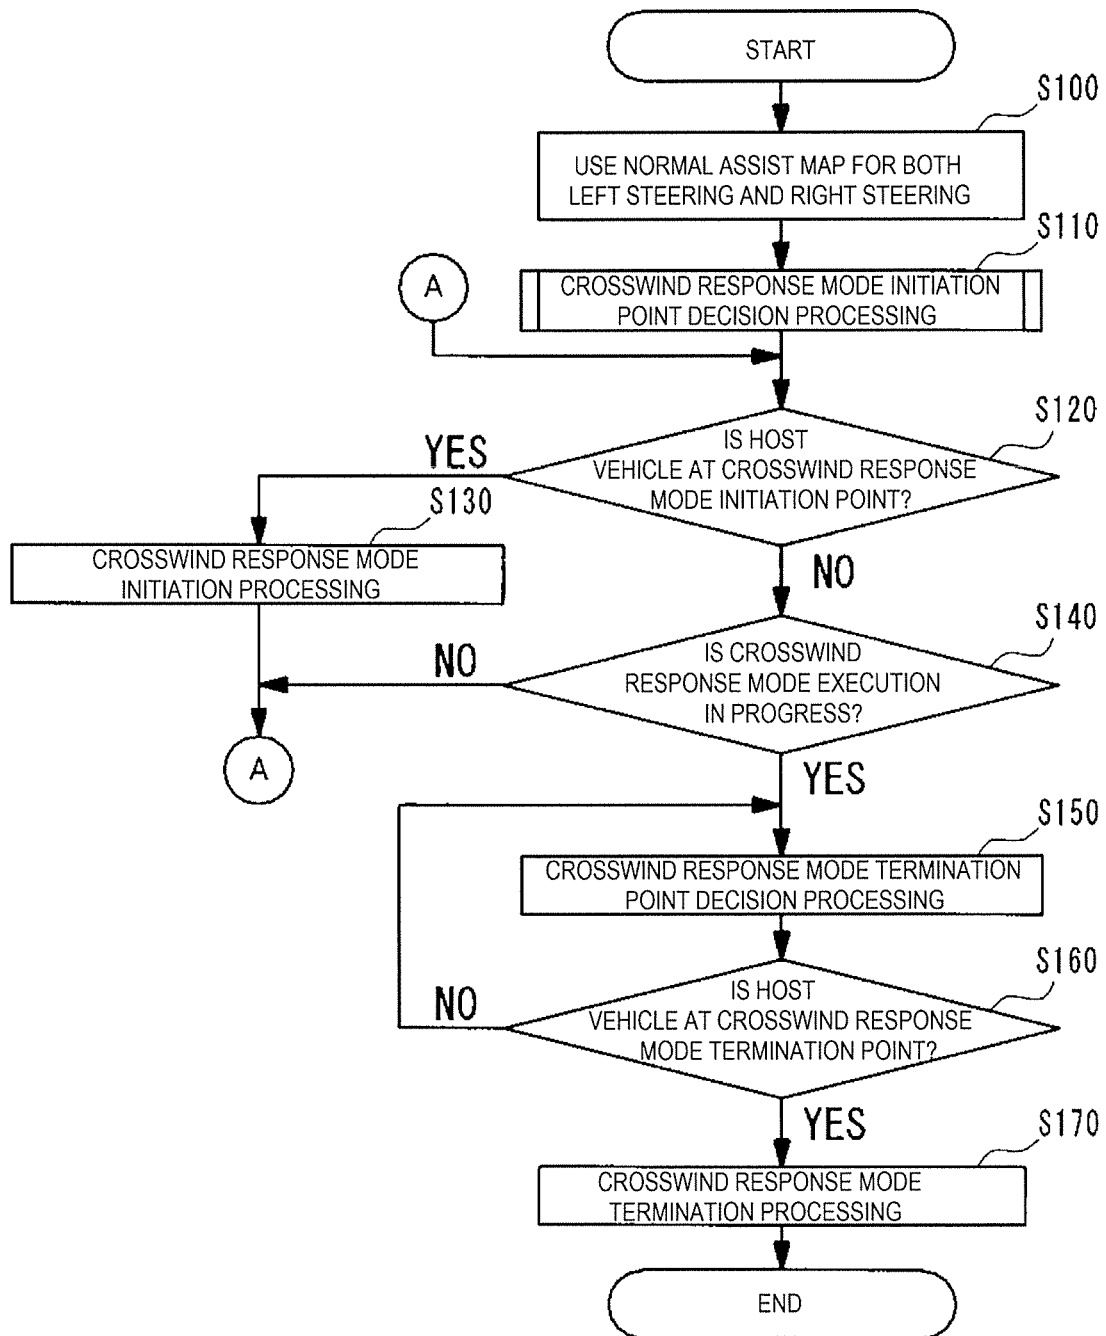 START
S100
USE NORMAL ASSIST MAP FOR BOTH
LEFT STEERING AND RIGHT STEERING
S110
A
CROSSWIND RESPONSE MODE INITIATION
POINT DECISION PROCESSING
S120
IS HOST
VEHICLE AT CROSSWIND RESPONSE
MODE INITIATION POINT?
YES
S130
CROSSWIND RESPONSE MODE
INITIATION PROCESSING
NO
S140
IS CROSSWIND
RESPONSE MODE EXECUTION
IN PROGRESS?
NO
A
YES
S150
CROSSWIND RESPONSE MODE TERMINATION
POINT DECISION PROCESSING
S160
IS HOST
VEHICLE AT CROSSWIND RESPONSE
MODE TERMINATION POINT?
NO
YES
S170
CROSSWIND RESPONSE MODE
TERMINATION PROCESSING
END